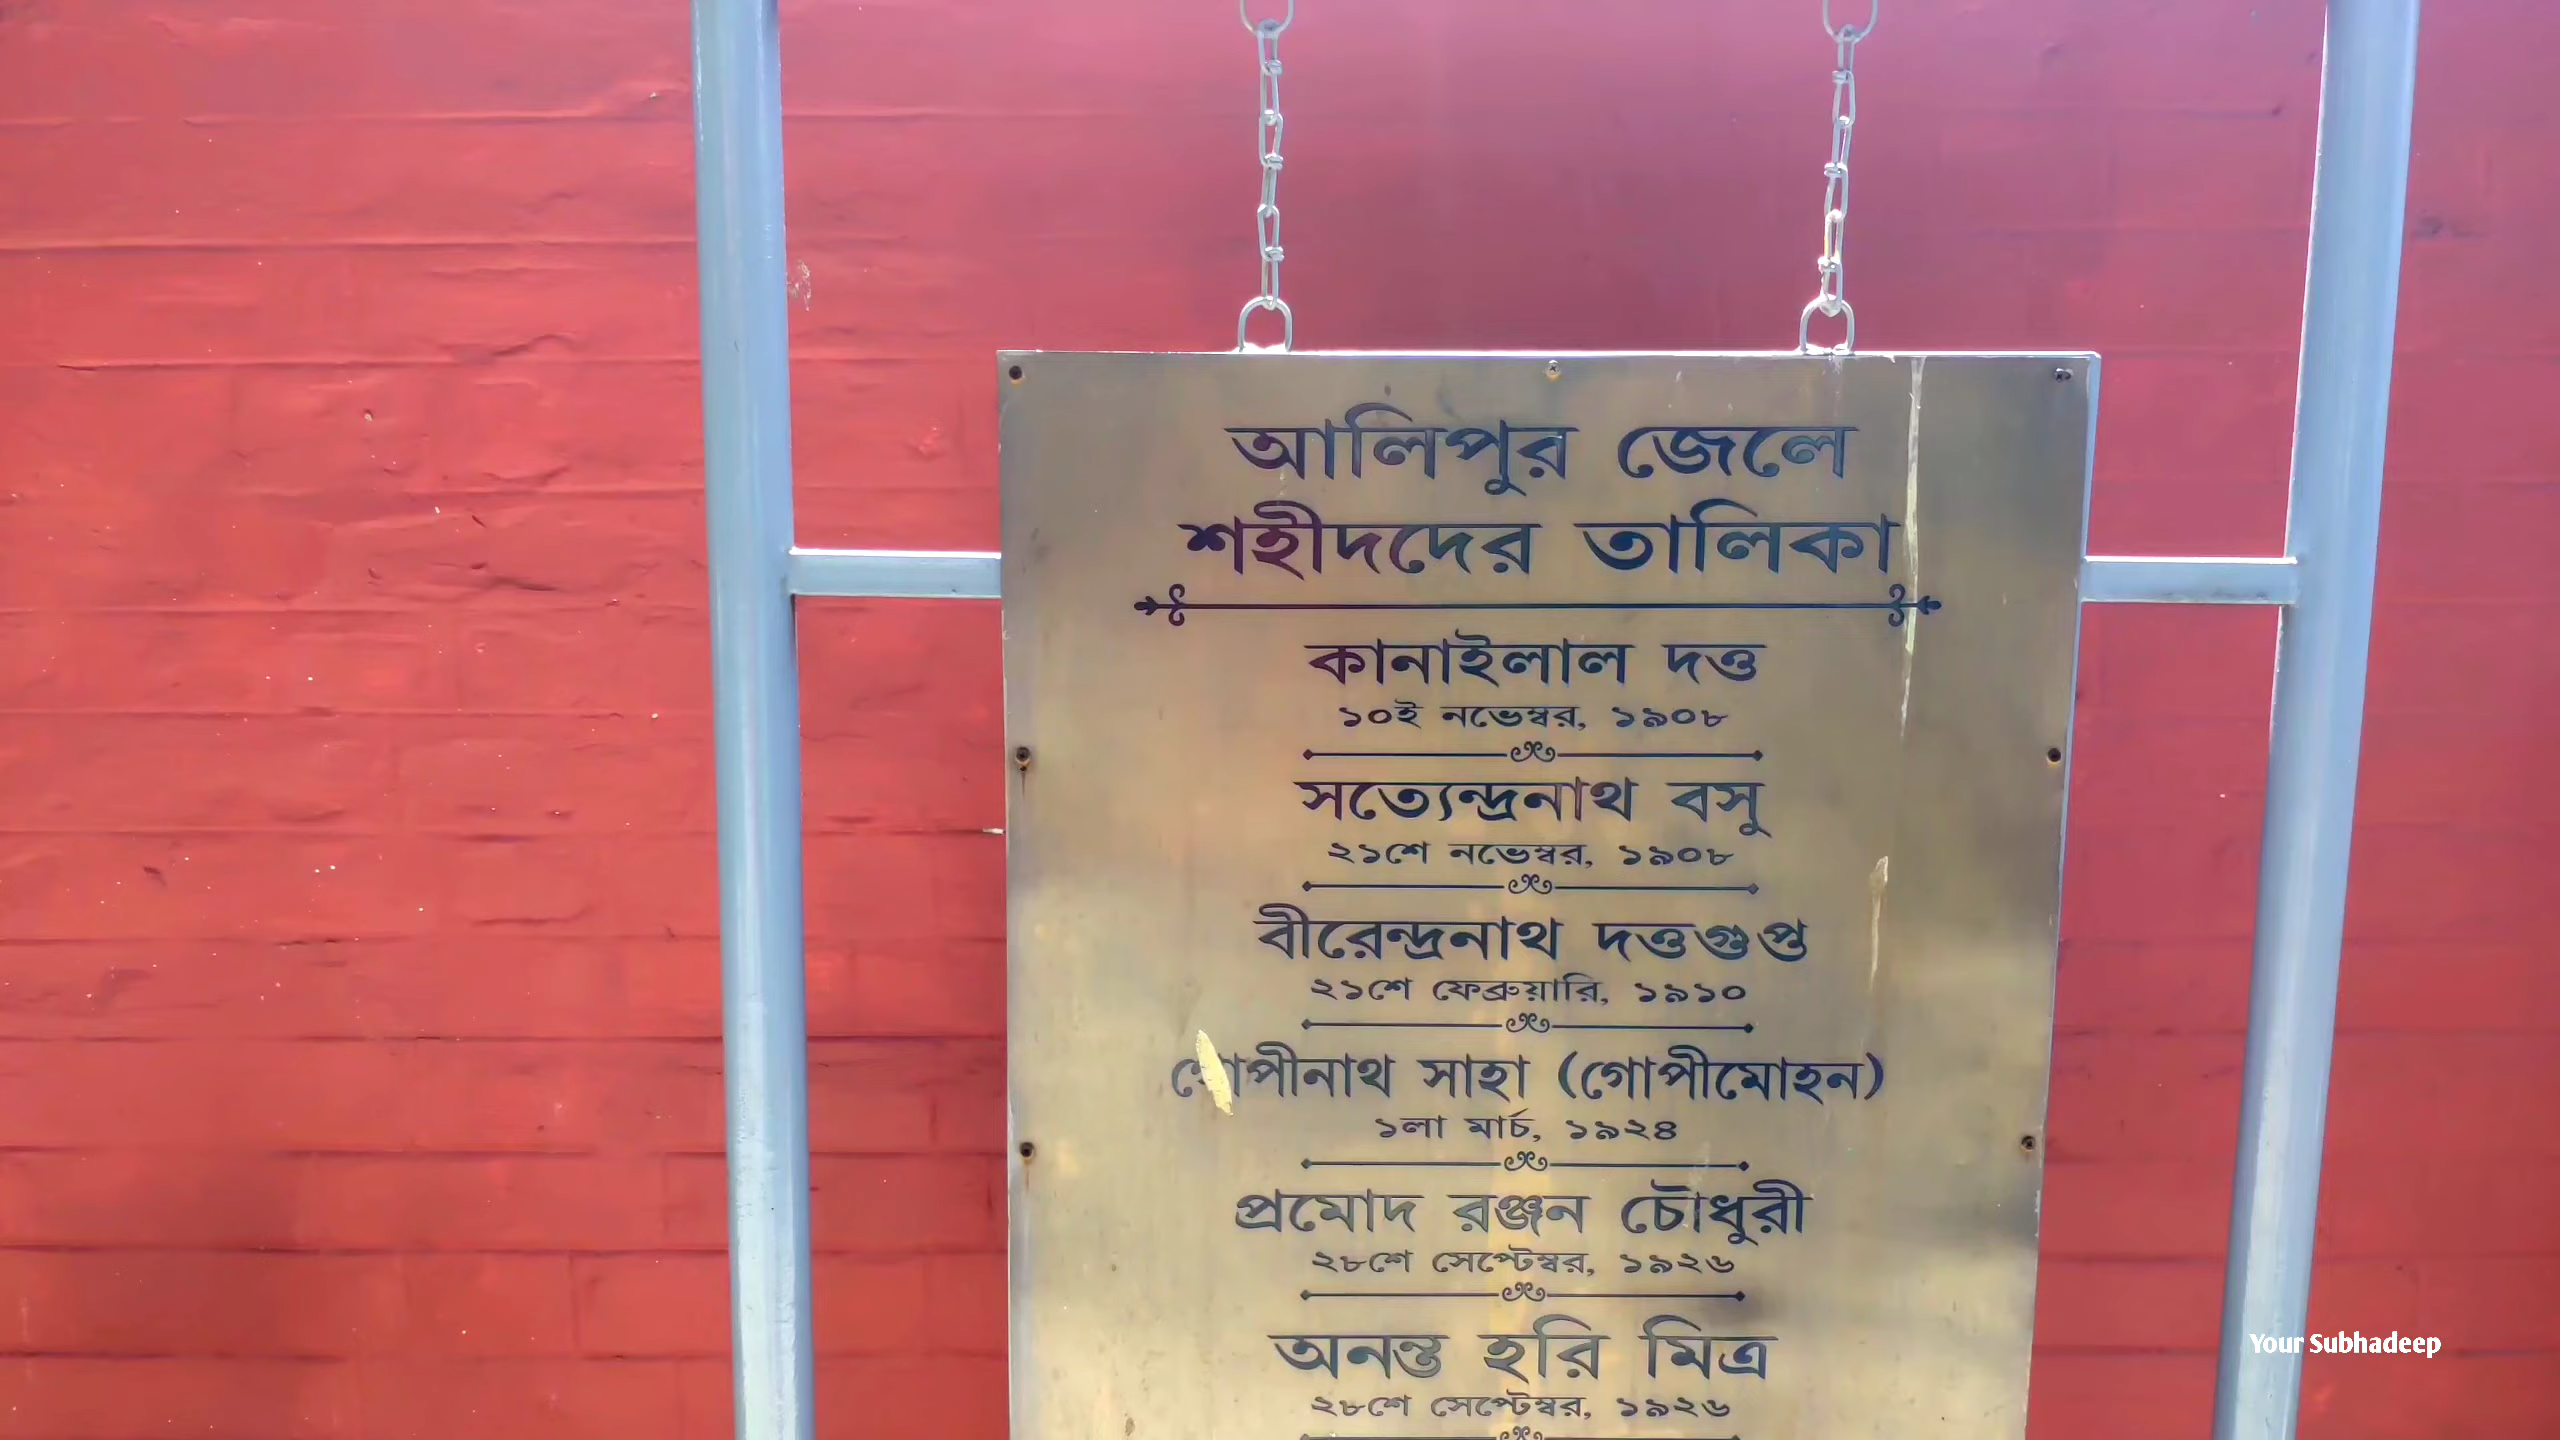 আলিপুর জেলে
শহীদদের তালিকা
কানাইলাল দত্ত
১০ই নভেম্বর, ১৯০৮
সত্যেন্দ্রনাথ বসু
২১শে নভেম্বর, ১৯০৮
বীরেন্দ্রনাথ দত্তগুপ্ত
২১শে ফেব্রুয়ারি, ১৯১০
গোপীনাথ সাহা (গোপীমোহন)
১লা মার্চ, ১৯২৪
প্রমোদ রঞ্জন চৌধুরী
২৮শে সেপ্টেম্বর, ১৯২৬
অনন্ত হরি মিত্র
২৮শে সেপ্টেম্বর, ১৯২৬
Your Subhadeep